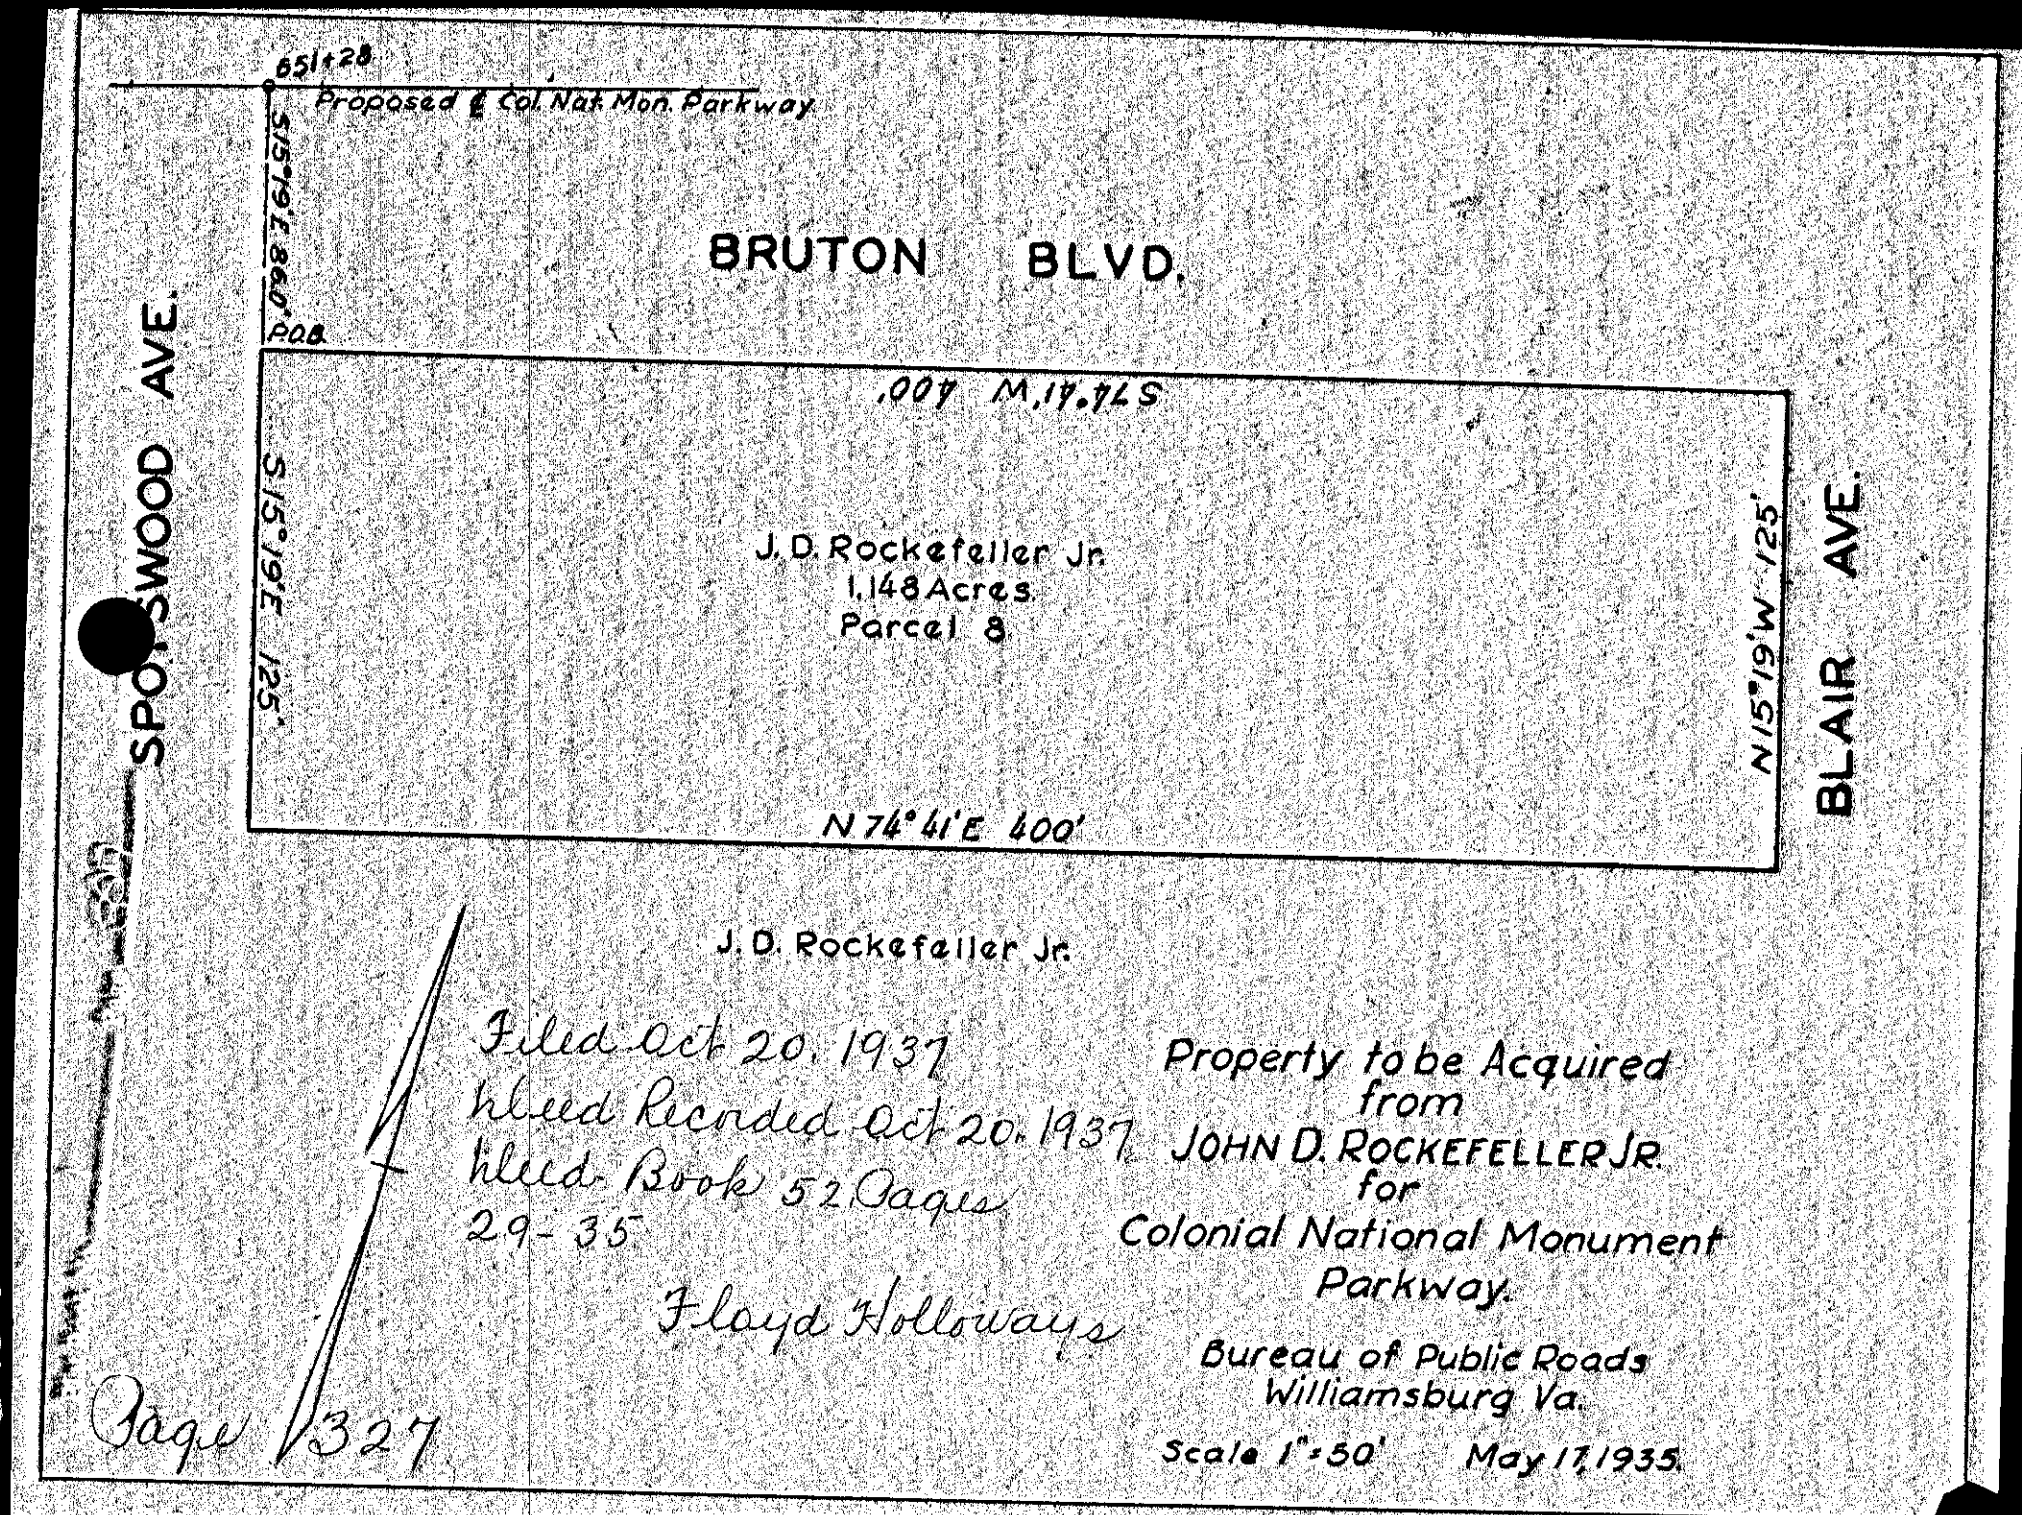 651+28
Proposed ₵ Col. Nat. Mon. Parkway.
S15°19'E 86.0'
P.O.B.
BRUTON BLVD.
SPOTSWOOD AVE.
S 74°41'W 400'
S 15°19'E 125'
J. D. Rockefeller Jr.
1.148 Acres.
Parcel 8.
N 15°19'W 125'
BLAIR AVE.
N 74°41'E 400'
J. D. Rockefeller Jr.
Filed Oct 20. 1937
Deed Recorded Oct 20. 1937
Deed Book 52 Pages
29-35
Floyd Holloways
Property to be Acquired
from
JOHN D. ROCKEFELLER JR.
for
Colonial National Monument
Parkway.
Bureau of Public Roads
Williamsburg Va.
Scale 1"=50' May 17, 1935.
Page 327